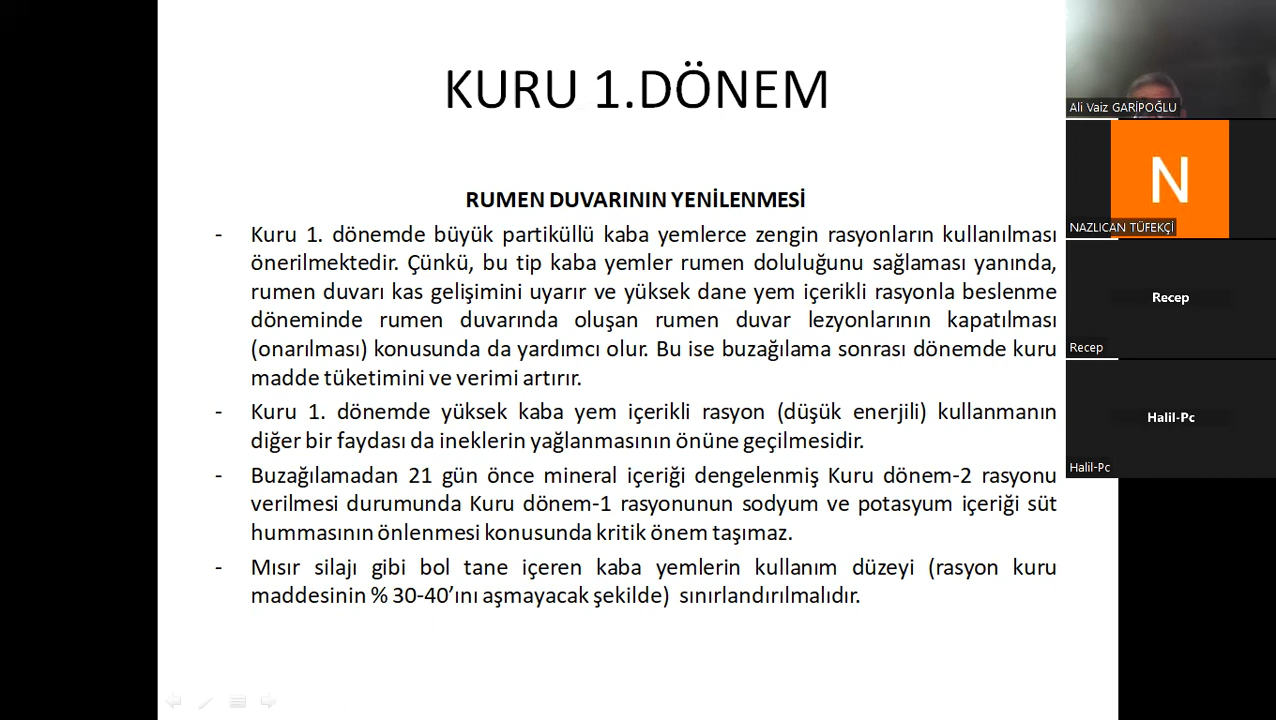 KURU 1.DÖNEM
RUMEN DUVARININ YENİLENMESİ
- Kuru 1. dönemde büyük partiküllü kaba yemlerce zengin rasyonların kullanılması
önerilmektedir. Çünkü, bu tip kaba yemler rumen doluluğunu sağlaması yanında,
rumen duvarı kas gelişimini uyarır ve yüksek dane yem içerikli rasyonla beslenme
döneminde rumen duvarında oluşan rumen duvar lezyonlarının kapatılması
(onarılması) konusunda da yardımcı olur. Bu ise buzağılama sonrası dönemde kuru
madde tüketimini ve verimi artırır.
- Kuru 1. dönemde yüksek kaba yem içerikli rasyon (düşük enerjili) kullanmanın
diğer bir faydası da ineklerin yağlanmasının önüne geçilmesidir.
- Buzağılamadan 21 gün önce mineral içeriği dengelenmiş Kuru dönem-2 rasyonu
verilmesi durumunda Kuru dönem-1 rasyonunun sodyum ve potasyum içeriği süt
hummasının önlenmesi konusunda kritik önem taşımaz.
- Mısır silajı gibi bol tane içeren kaba yemlerin kullanım düzeyi (rasyon kuru
maddesinin % 30-40’ını aşmayacak şekilde) sınırlandırılmalıdır.
Ali Vaiz GARİPOĞLU
N
NAZLICAN TÜFEKÇİ
Recep
Recep
Halil-Pc
Halil-Pc